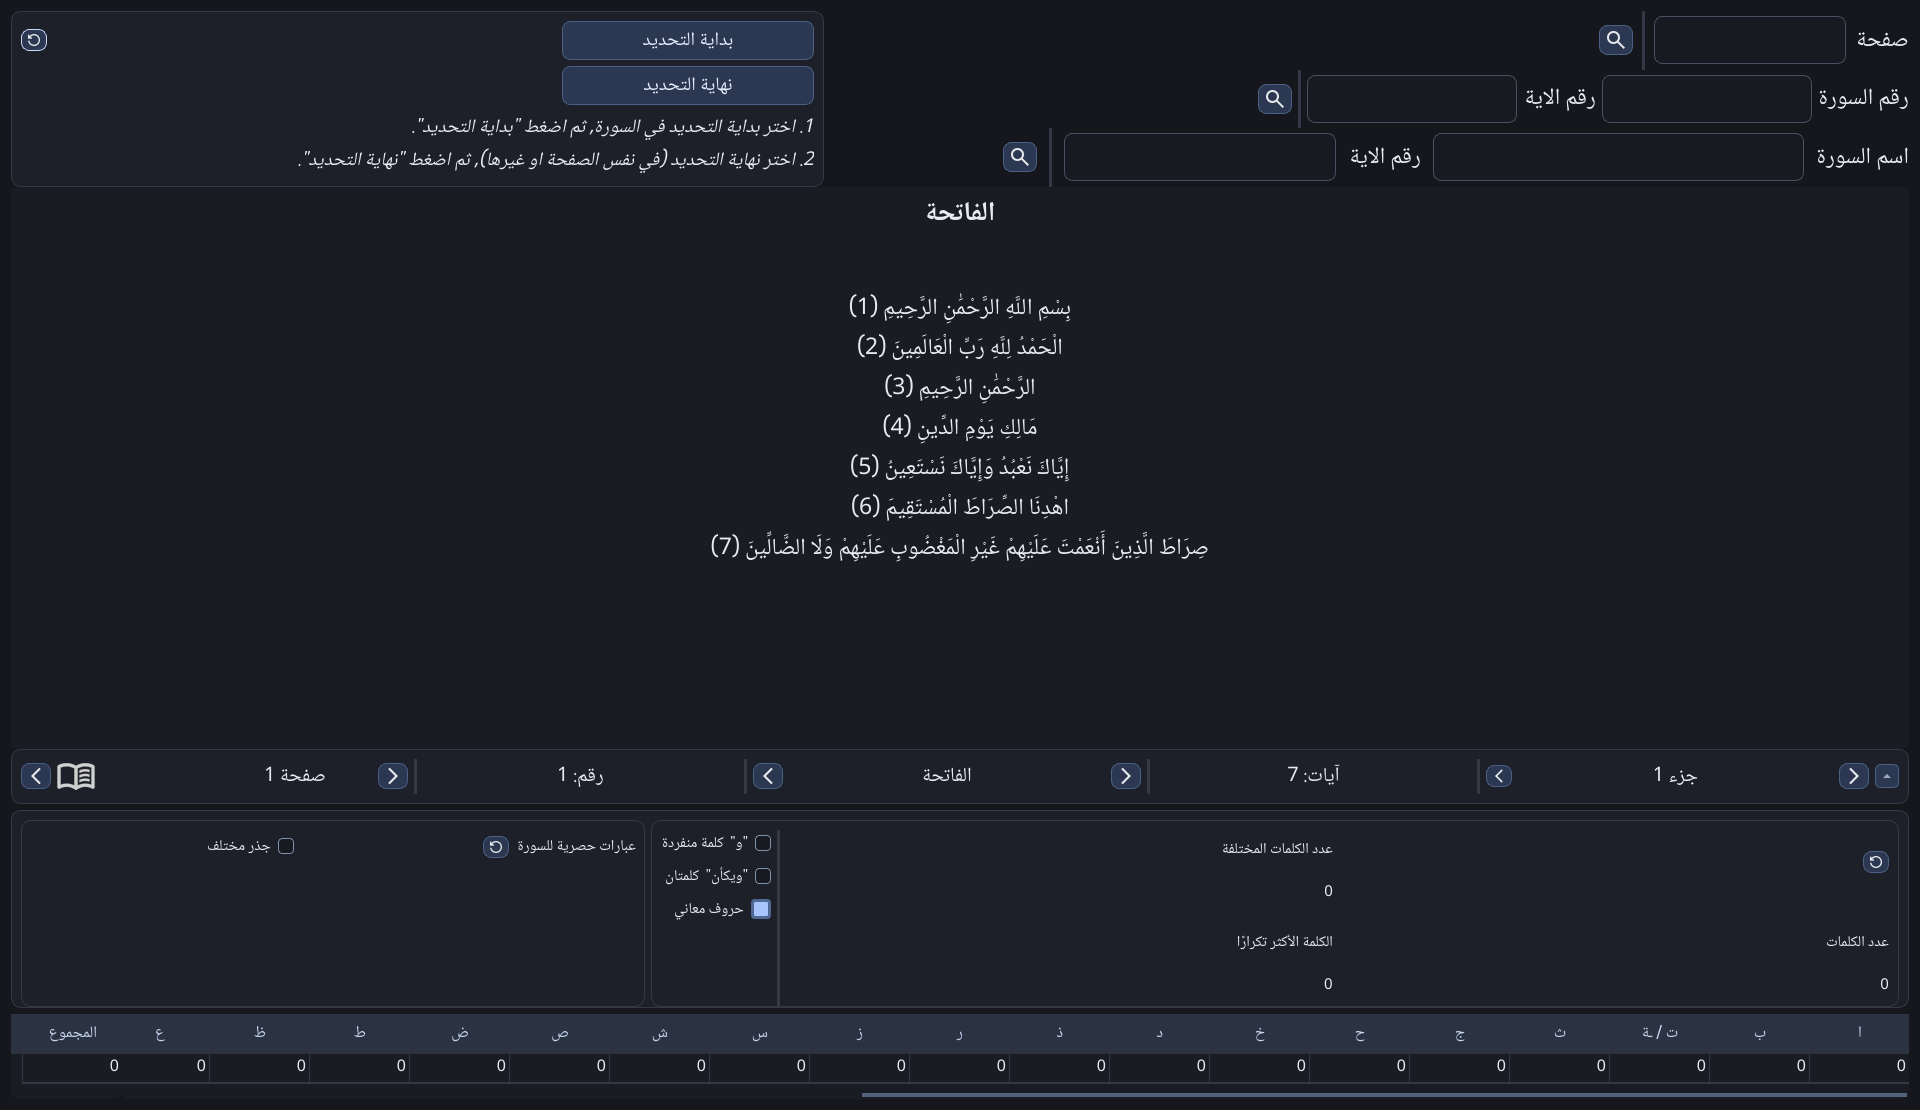 صفحة
رقم السورة
رقم الاية
اسم السورة
رقم الاية
بداية التحديد
نهاية التحديد
1. اختر بداية التحديد في السورة, ثم اضغط "بداية التحديد".
2. اختر نهاية التحديد (في نفس الصفحة او غيرها), ثم اضغط "نهاية التحديد".
الفاتحة
بِسْمِ اللَّهِ الرَّحْمَٰنِ الرَّحِيمِ (1)
الْحَمْدُ لِلَّهِ رَبِّ الْعَالَمِينَ (2)
الرَّحْمَٰنِ الرَّحِيمِ (3)
مَالِكِ يَوْمِ الدِّينِ (4)
إِيَّاكَ نَعْبُدُ وَإِيَّاكَ نَسْتَعِينُ (5)
اهْدِنَا الصِّرَاطَ الْمُسْتَقِيمَ (6)
صِرَاطَ الَّذِينَ أَنْعَمْتَ عَلَيْهِمْ غَيْرِ الْمَغْضُوبِ عَلَيْهِمْ وَلَا الضَّالِّينَ (7)
جزء 1
آيات: 7
الفاتحة
رقم: 1
صفحة 1
عدد الكلمات
0
عدد الكلمات المختلفة
0
الكلمة الأكثر تكرارًا
0
"و" كلمة منفردة
"ويكأن" كلمتان
حروف معاني
عبارات حصرية للسورة
جذر مختلف
ا ب ت / ـة ث ج ح خ د ذ ر ز س ش ص ض ط ظ ع المجموع
0 0 0 0 0 0 0 0 0 0 0 0 0 0 0 0 0 0 0